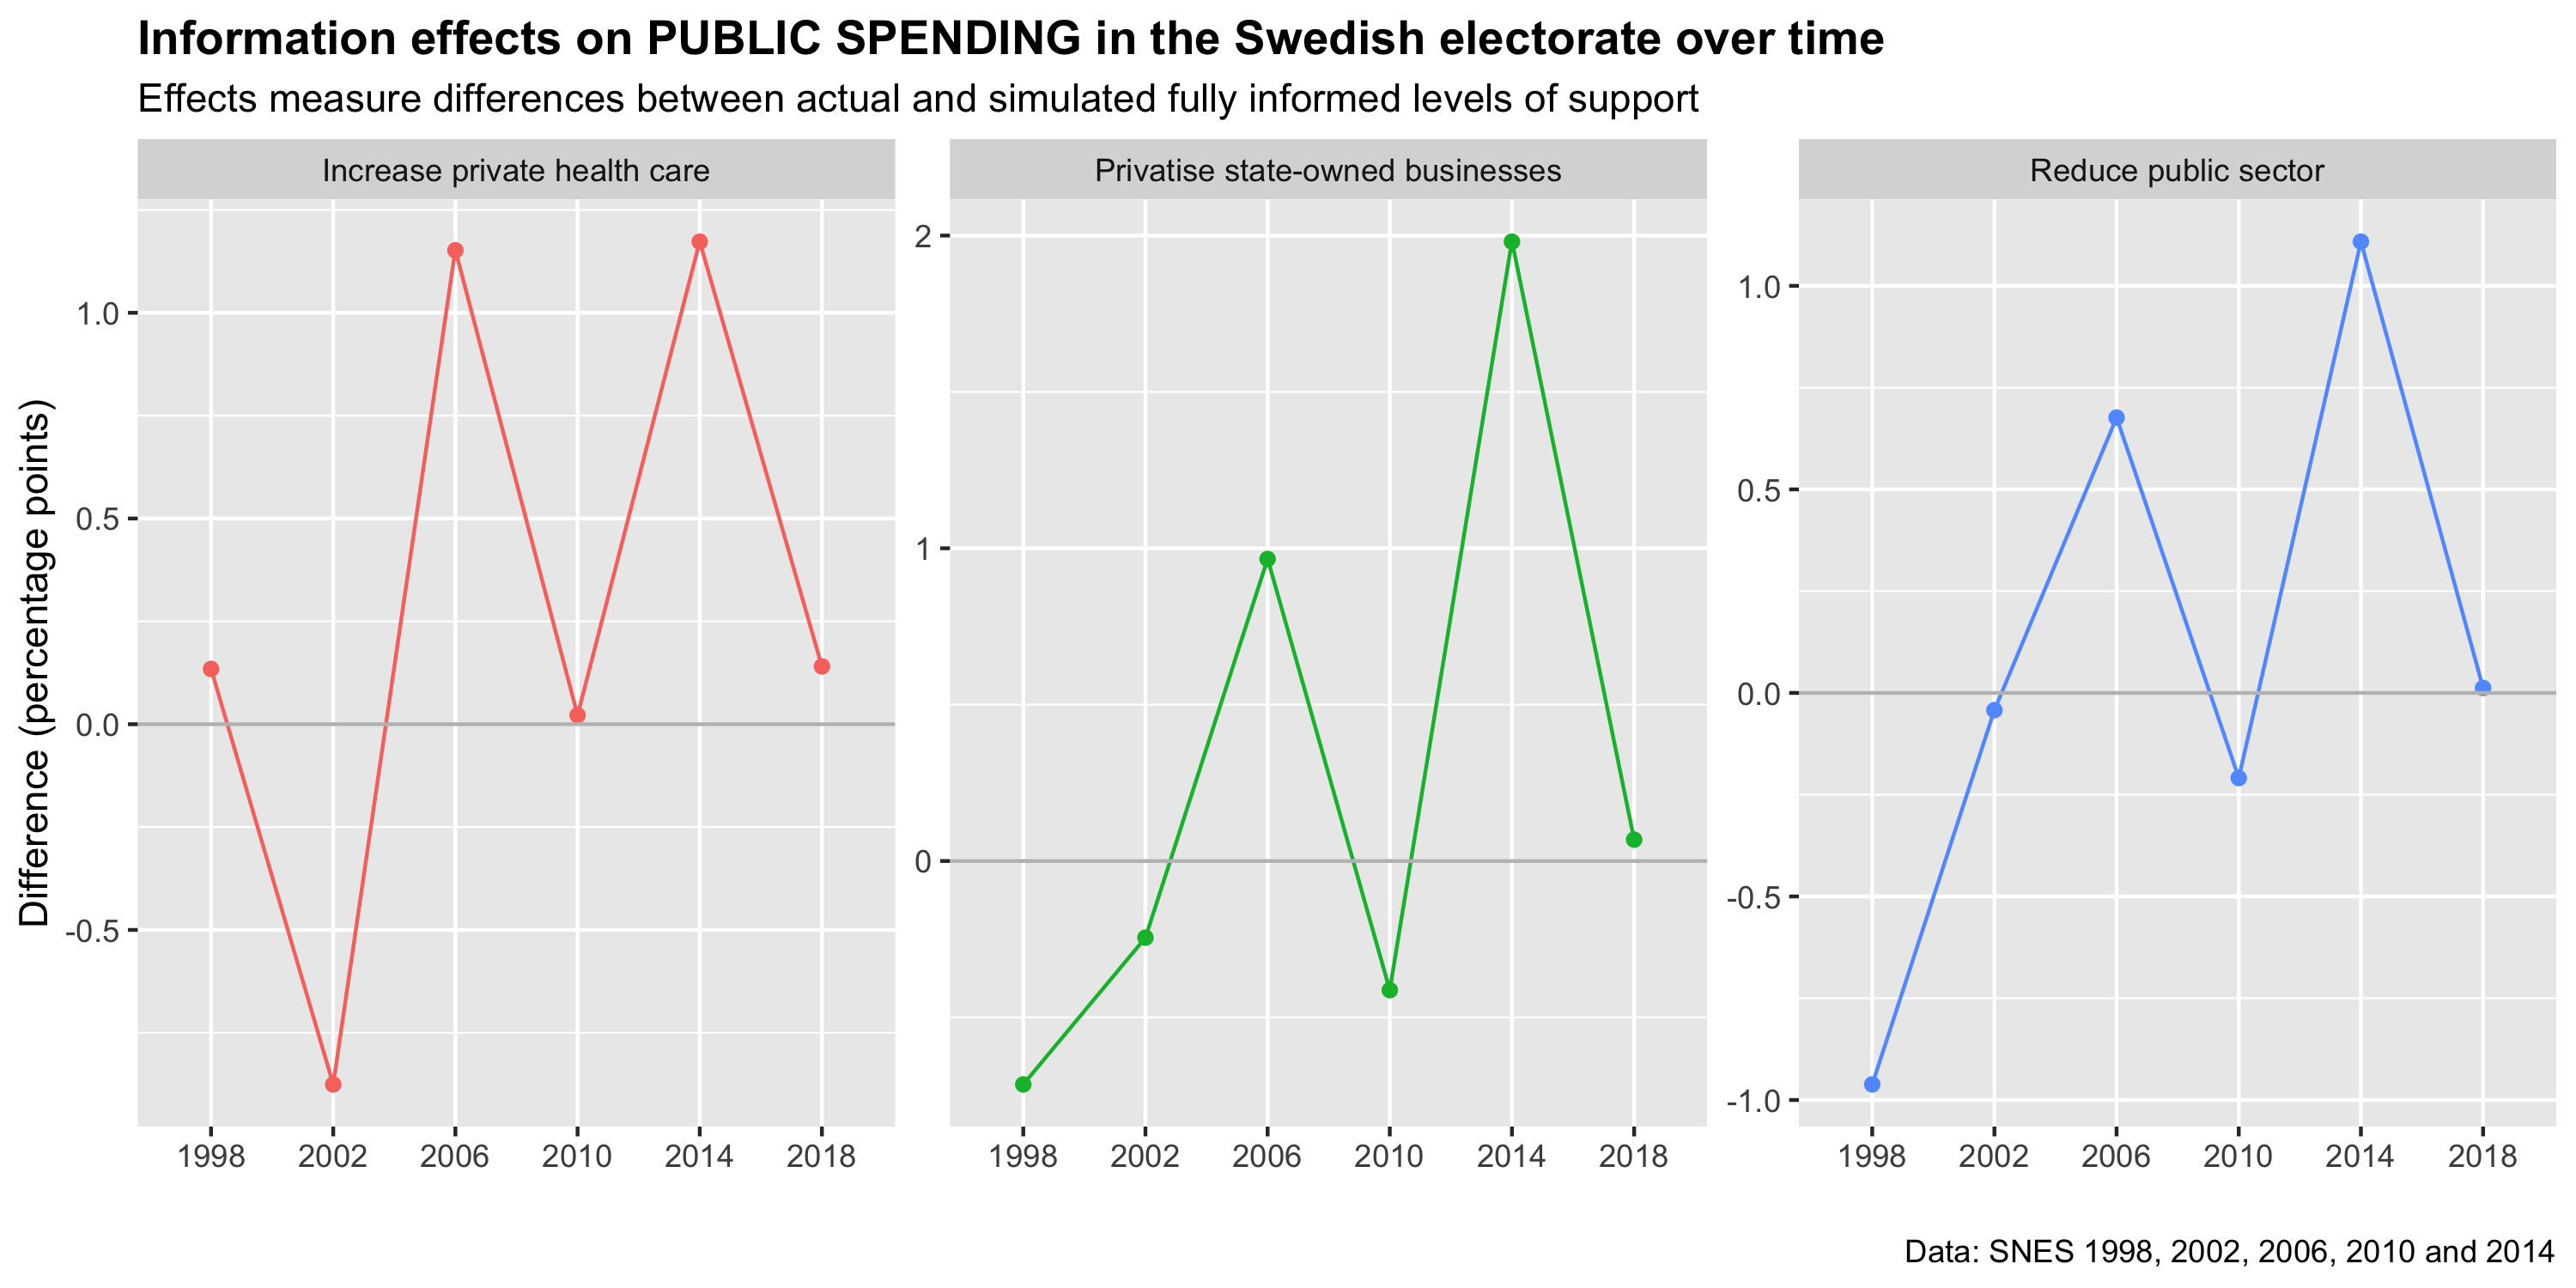 Information effects on PUBLIC SPENDING in the Swedish electorate over time
Effects measure differences between actual and simulated fully informed levels of support
Difference (percentage points)
Increase private health care
1.0
0.5
0.0
-0.5
1998 2002 2006 2010 2014 2018
Privatise state-owned businesses
2
1
0
1998 2002 2006 2010 2014 2018
Reduce public sector
1.0
0.5
0.0
-0.5
-1.0
1998 2002 2006 2010 2014 2018
Data: SNES 1998, 2002, 2006, 2010 and 2014